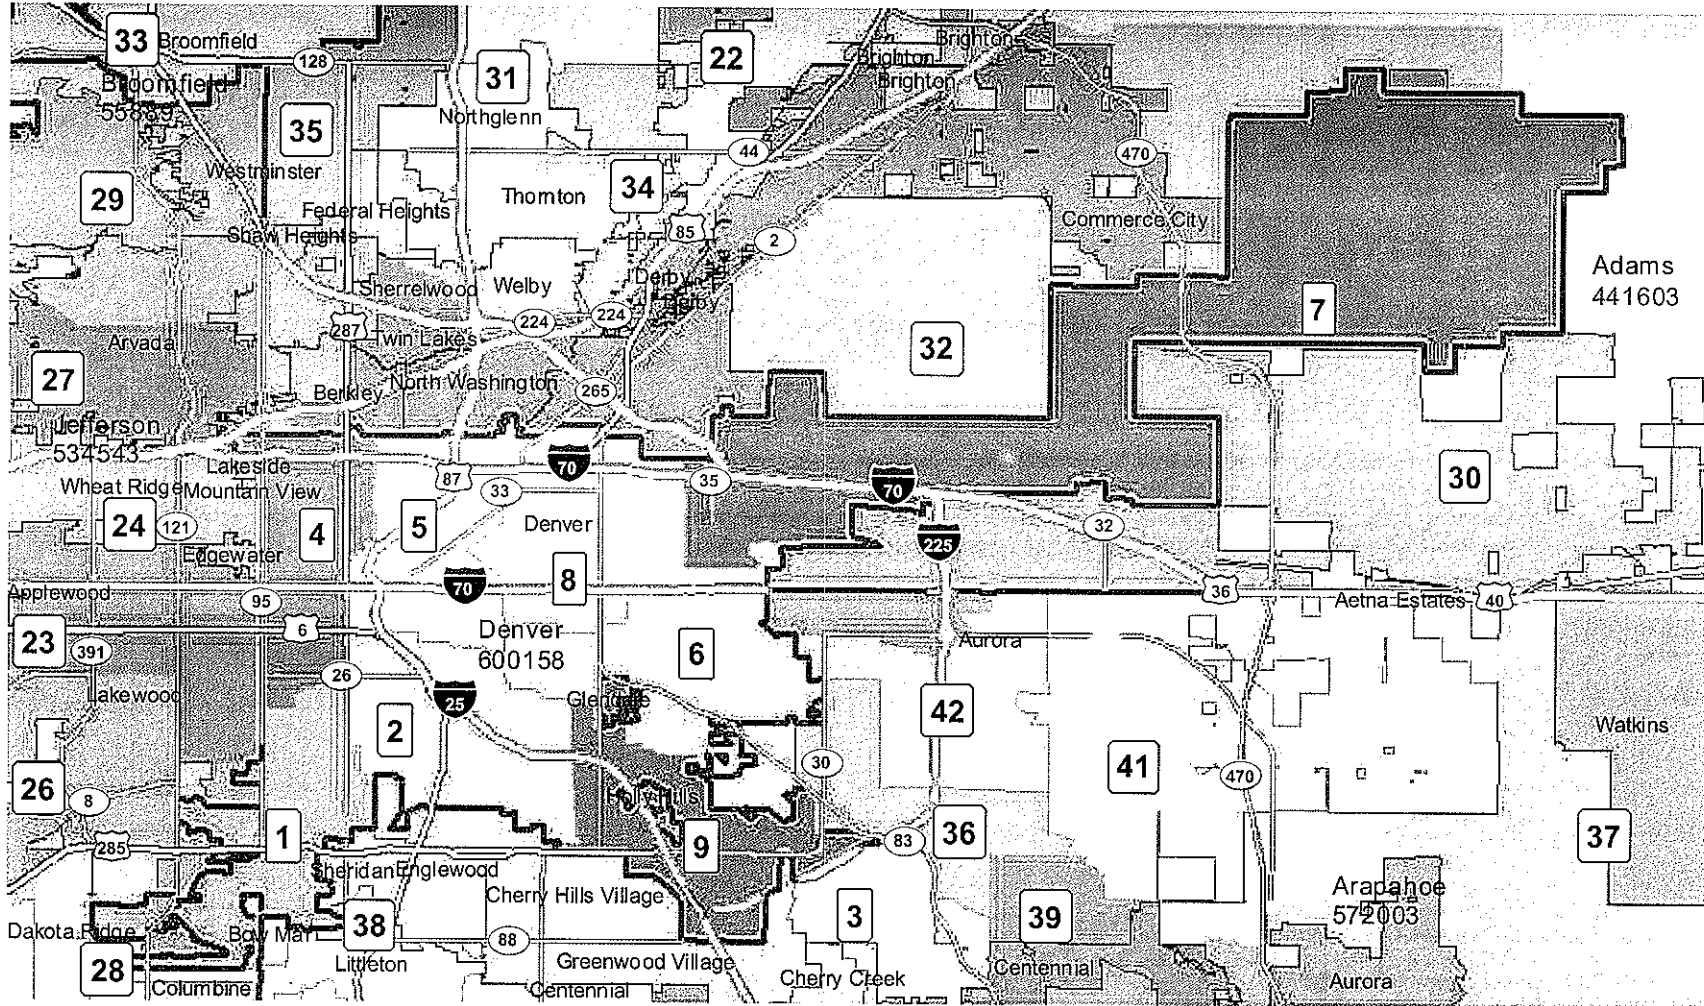 33
Broomfield
128
31
22
Brighton
Brighton
Brighton
Broomfield
55889
35
Northglenn
44
470
Westminster
29
Thornton
34
Federal Heights
Shaw Heights
85
2
Commerce City
Sherrelwood
Welby
Derby
Derby
Adams
441603
7
287
224
224
Twin Lakes
32
Arvada
27
Berkley
North Washington
265
Jefferson
534543
Lakeside
87
70
35
70
30
Wheat Ridge
Mountain View
33
24
121
4
5
Denver
32
225
Edgewater
Applewood
95
70
8
36
Aetna Estates
40
23
391
6
Denver
600158
6
Aurora
26
Lakewood
25
Glendale
42
2
Watkins
26
8
30
41
470
Holly Hills
285
1
9
83
36
37
Sheridan
Englewood
Cherry Hills Village
3
39
Arapahoe
572003
Dakota Ridge
Bow Mar
38
88
28
Littleton
Greenwood Village
Centennial
Columbine
Centennial
Cherry Creek
Aurora